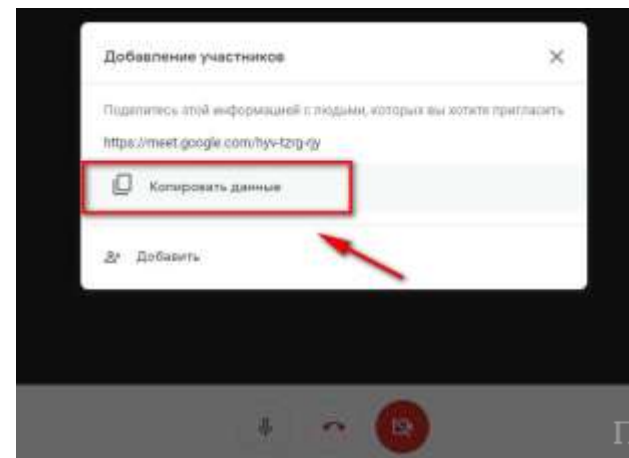 Добавление участников
Поделитесь этой информацией с людьми, которых вы хотите пригласить
https://meet.google.com/hyv-tzrg-rjy
Копировать данные
Добавить
П